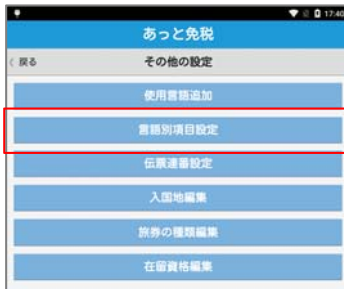 17:40
あっと免税
戻る
その他の設定
使用言語追加
言語別項目設定
伝票連番設定
入国地編集
旅券の種類編集
在留資格編集